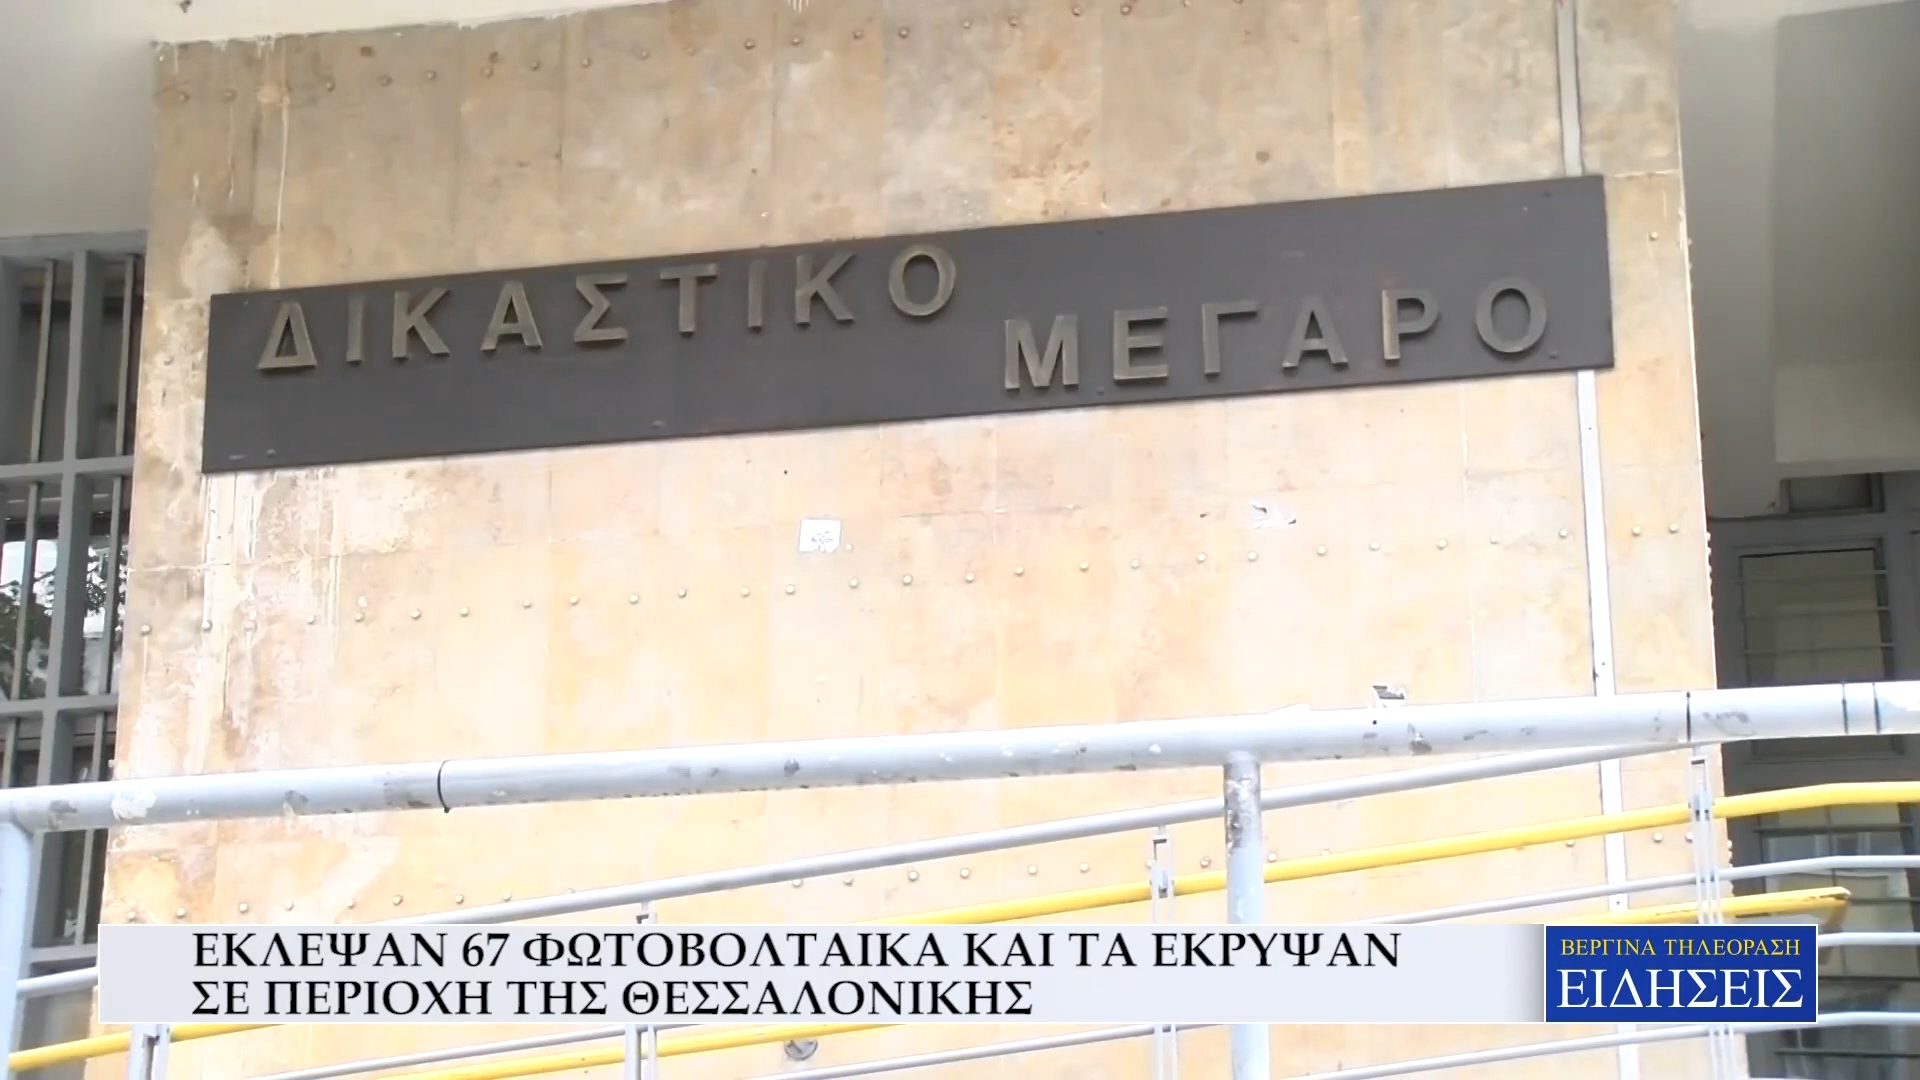 ΔΙΚΑΣΤΙΚΟ
ΜΕΓΑΡΟ
ΕΚΛΕΨΑΝ 67 ΦΩΤΟΒΟΛΤΑΙΚΑ ΚΑΙ ΤΑ ΕΚΡΥΨΑΝ
ΣΕ ΠΕΡΙΟΧΗ ΤΗΣ ΘΕΣΣΑΛΟΝΙΚΗΣ
ΒΕΡΓΙΝΑ ΤΗΛΕΟΡΑΣΗ
ΕΙΔΗΣΕΙΣ